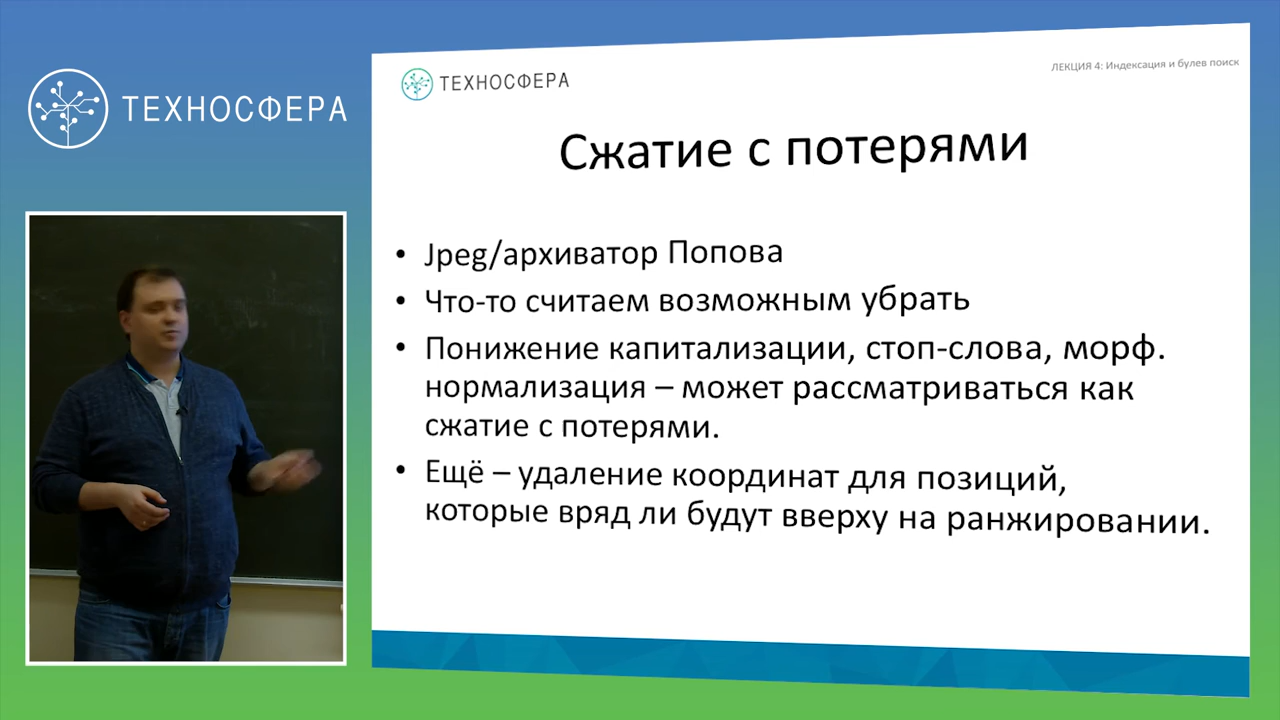 ТЕХНОСФЕРА
ТЕХНОСФЕРА
ЛЕКЦИЯ 4: Индексация и булев поиск
Сжатие с потерями
• Jpeg/архиватор Попова
• Что-то считаем возможным убрать
• Понижение капитализации, стоп-слова, морф.
нормализация – может рассматриваться как
сжатие с потерями.
• Ещё – удаление координат для позиций,
которые вряд ли будут вверху на ранжировании.